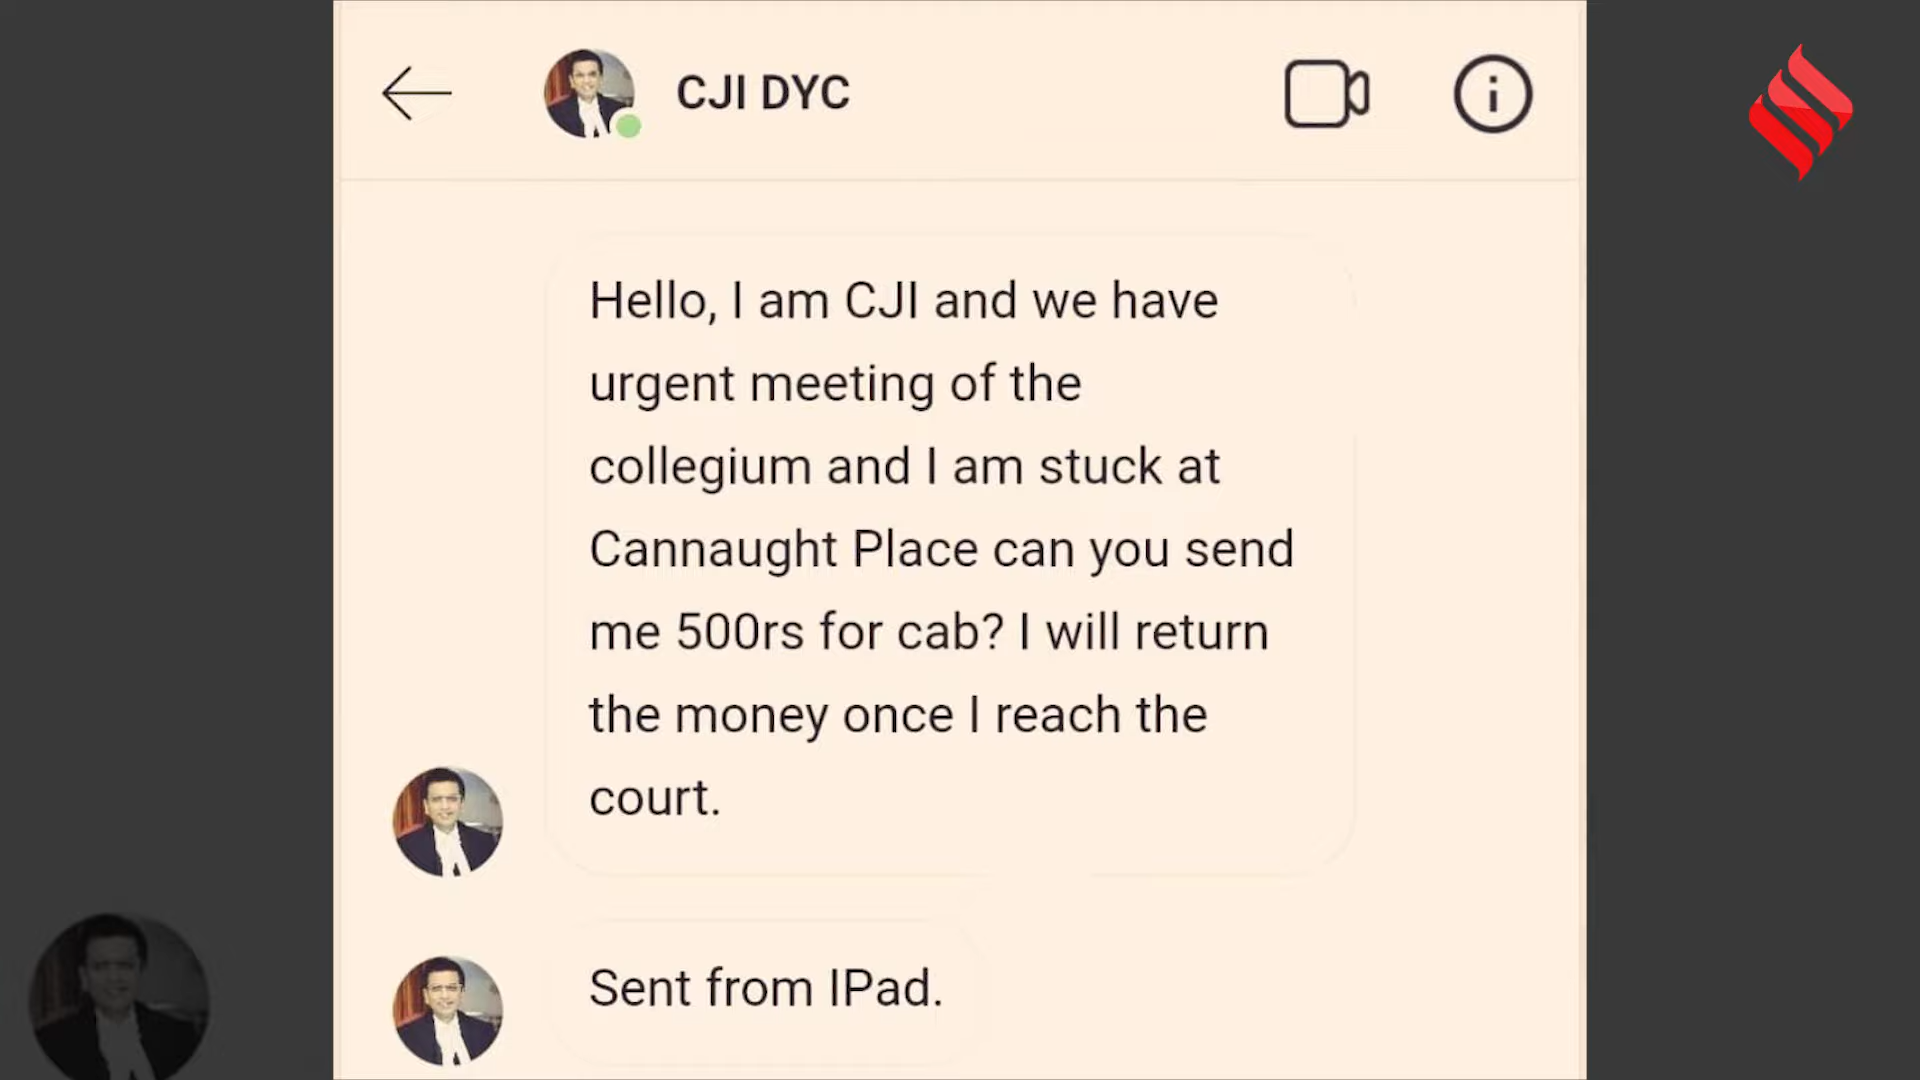 CJI DYC
Hello, I am CJI and we have
urgent meeting of the
collegium and I am stuck at
Cannaught Place can you send
me 500rs for cab? I will return
the money once I reach the
court.
Sent from IPad.